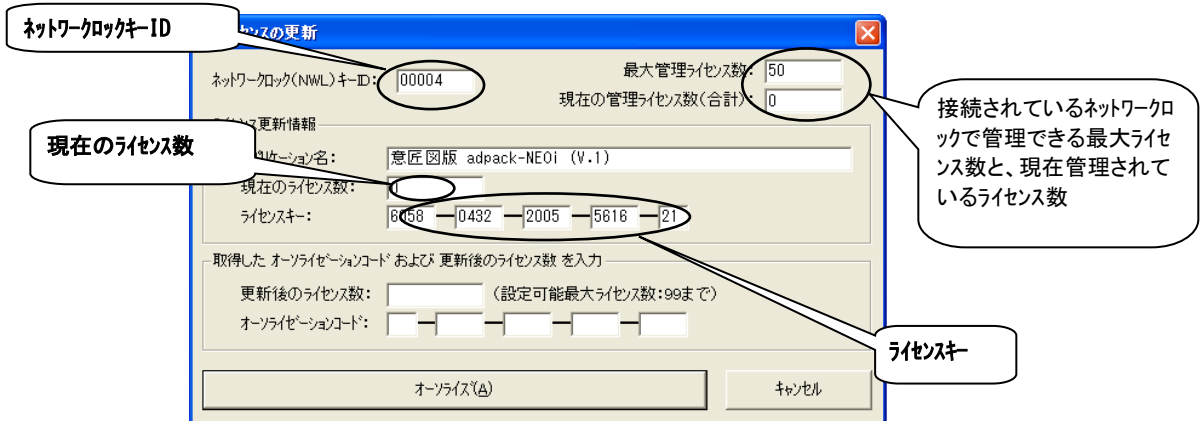 ネットワークロックキーID
センスの更新
ネットワークロック(NWL)キーID: 00004
最大管理ライセンス数: 50
現在の管理ライセンス数(合計): 0
接続されているネットワークロ
ックで管理できる最大ライセ
ンス数と、現在管理されて
いるライセンス数
現在のライセンス数
ライセンス更新情報
プリケーション名: 意匠図版 adpack-NEOi (V.1)
現在のライセンス数:
ライセンスキー: 6058 0432 2005 5616 21
取得した オーソライゼーションコード および 更新後のライセンス数 を入力
更新後のライセンス数: (設定可能最大ライセンス数:99まで)
オーソライゼーションコード:
ライセンスキー
オーソライズ(A)
キャンセル